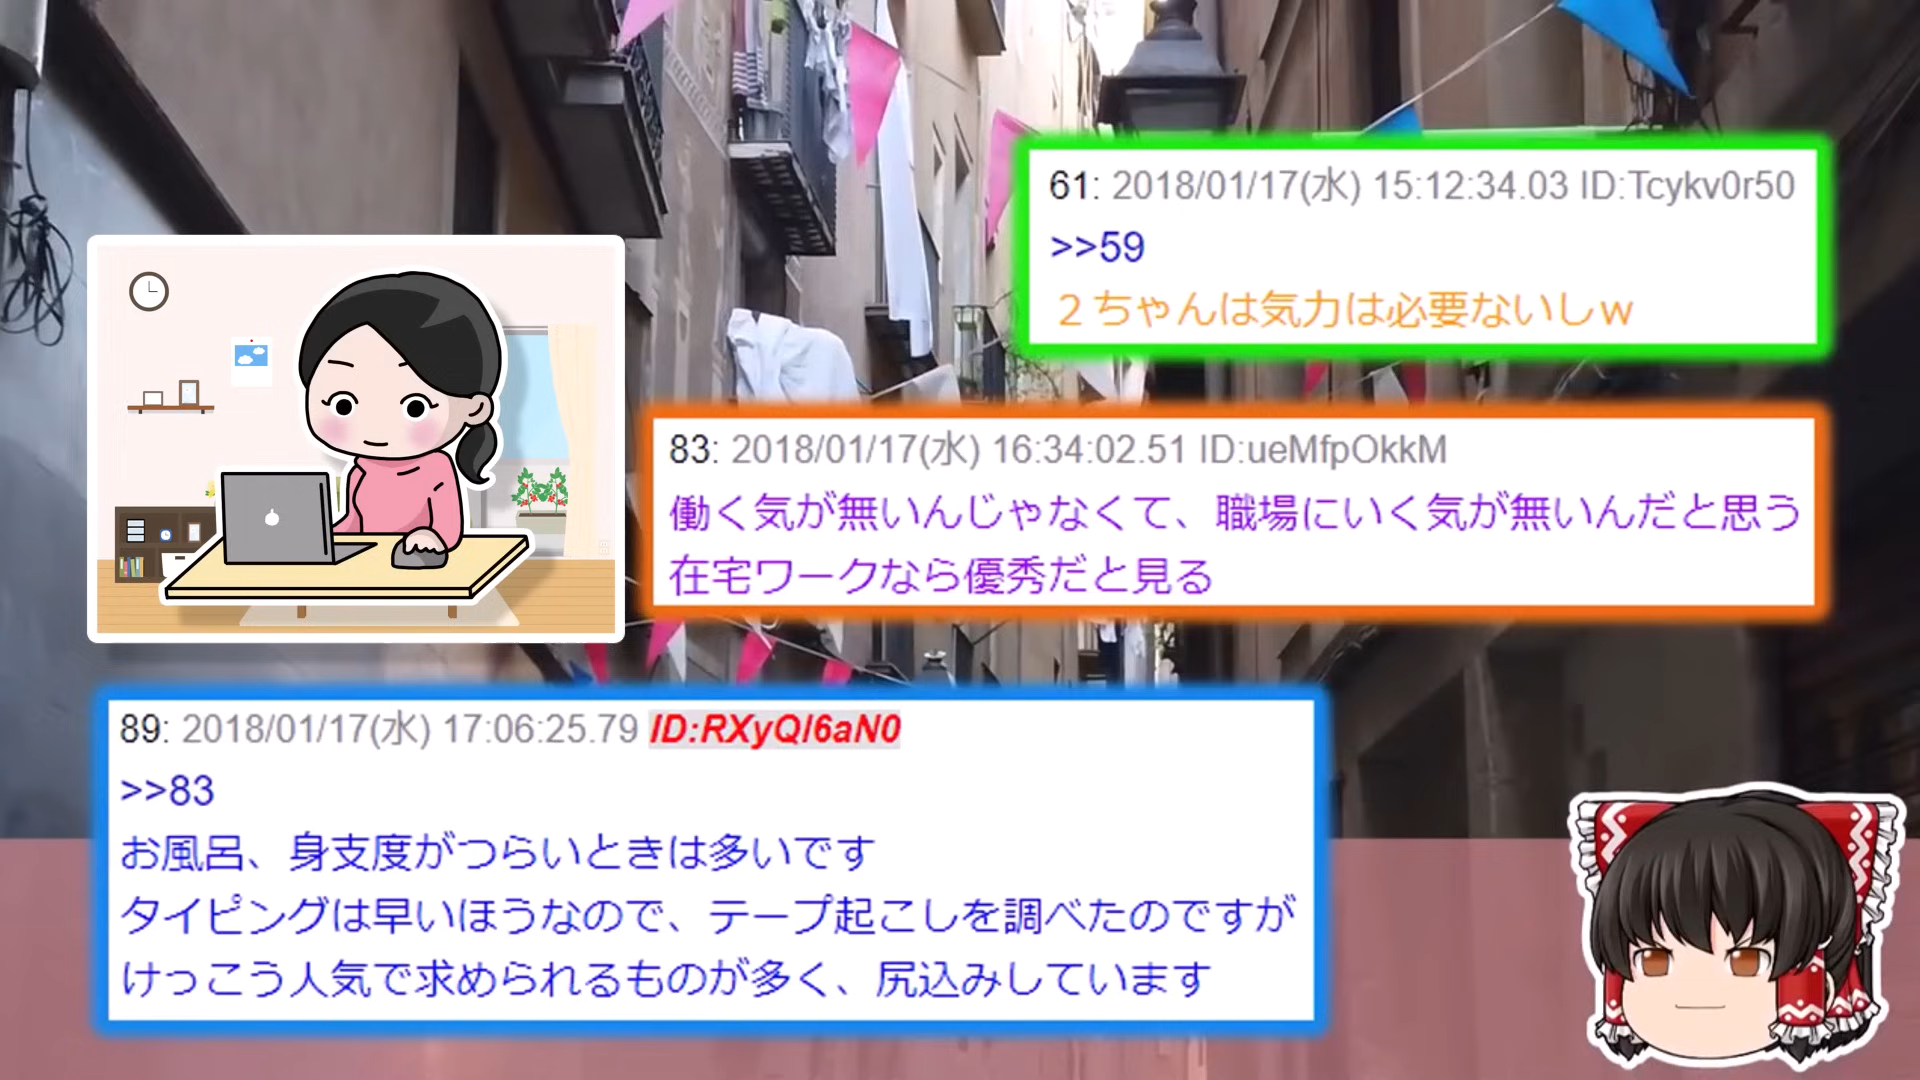 61: 2018/01/17(水) 15:12:34.03 ID:Tcykv0r50
>>59
２ちゃんは気力は必要ないしｗ
83: 2018/01/17(水) 16:34:02.51 ID:ueMfpOkkM
働く気が無いんじゃなくて、職場にいく気が無いんだと思う
在宅ワークなら優秀だと見る
89: 2018/01/17(水) 17:06:25.79 ID:RXyQl6aN0
>>83
お風呂、身支度がつらいときは多いです
タイピングは早いほうなので、テープ起こしを調べたのですが
けっこう人気で求められるものが多く、尻込みしています